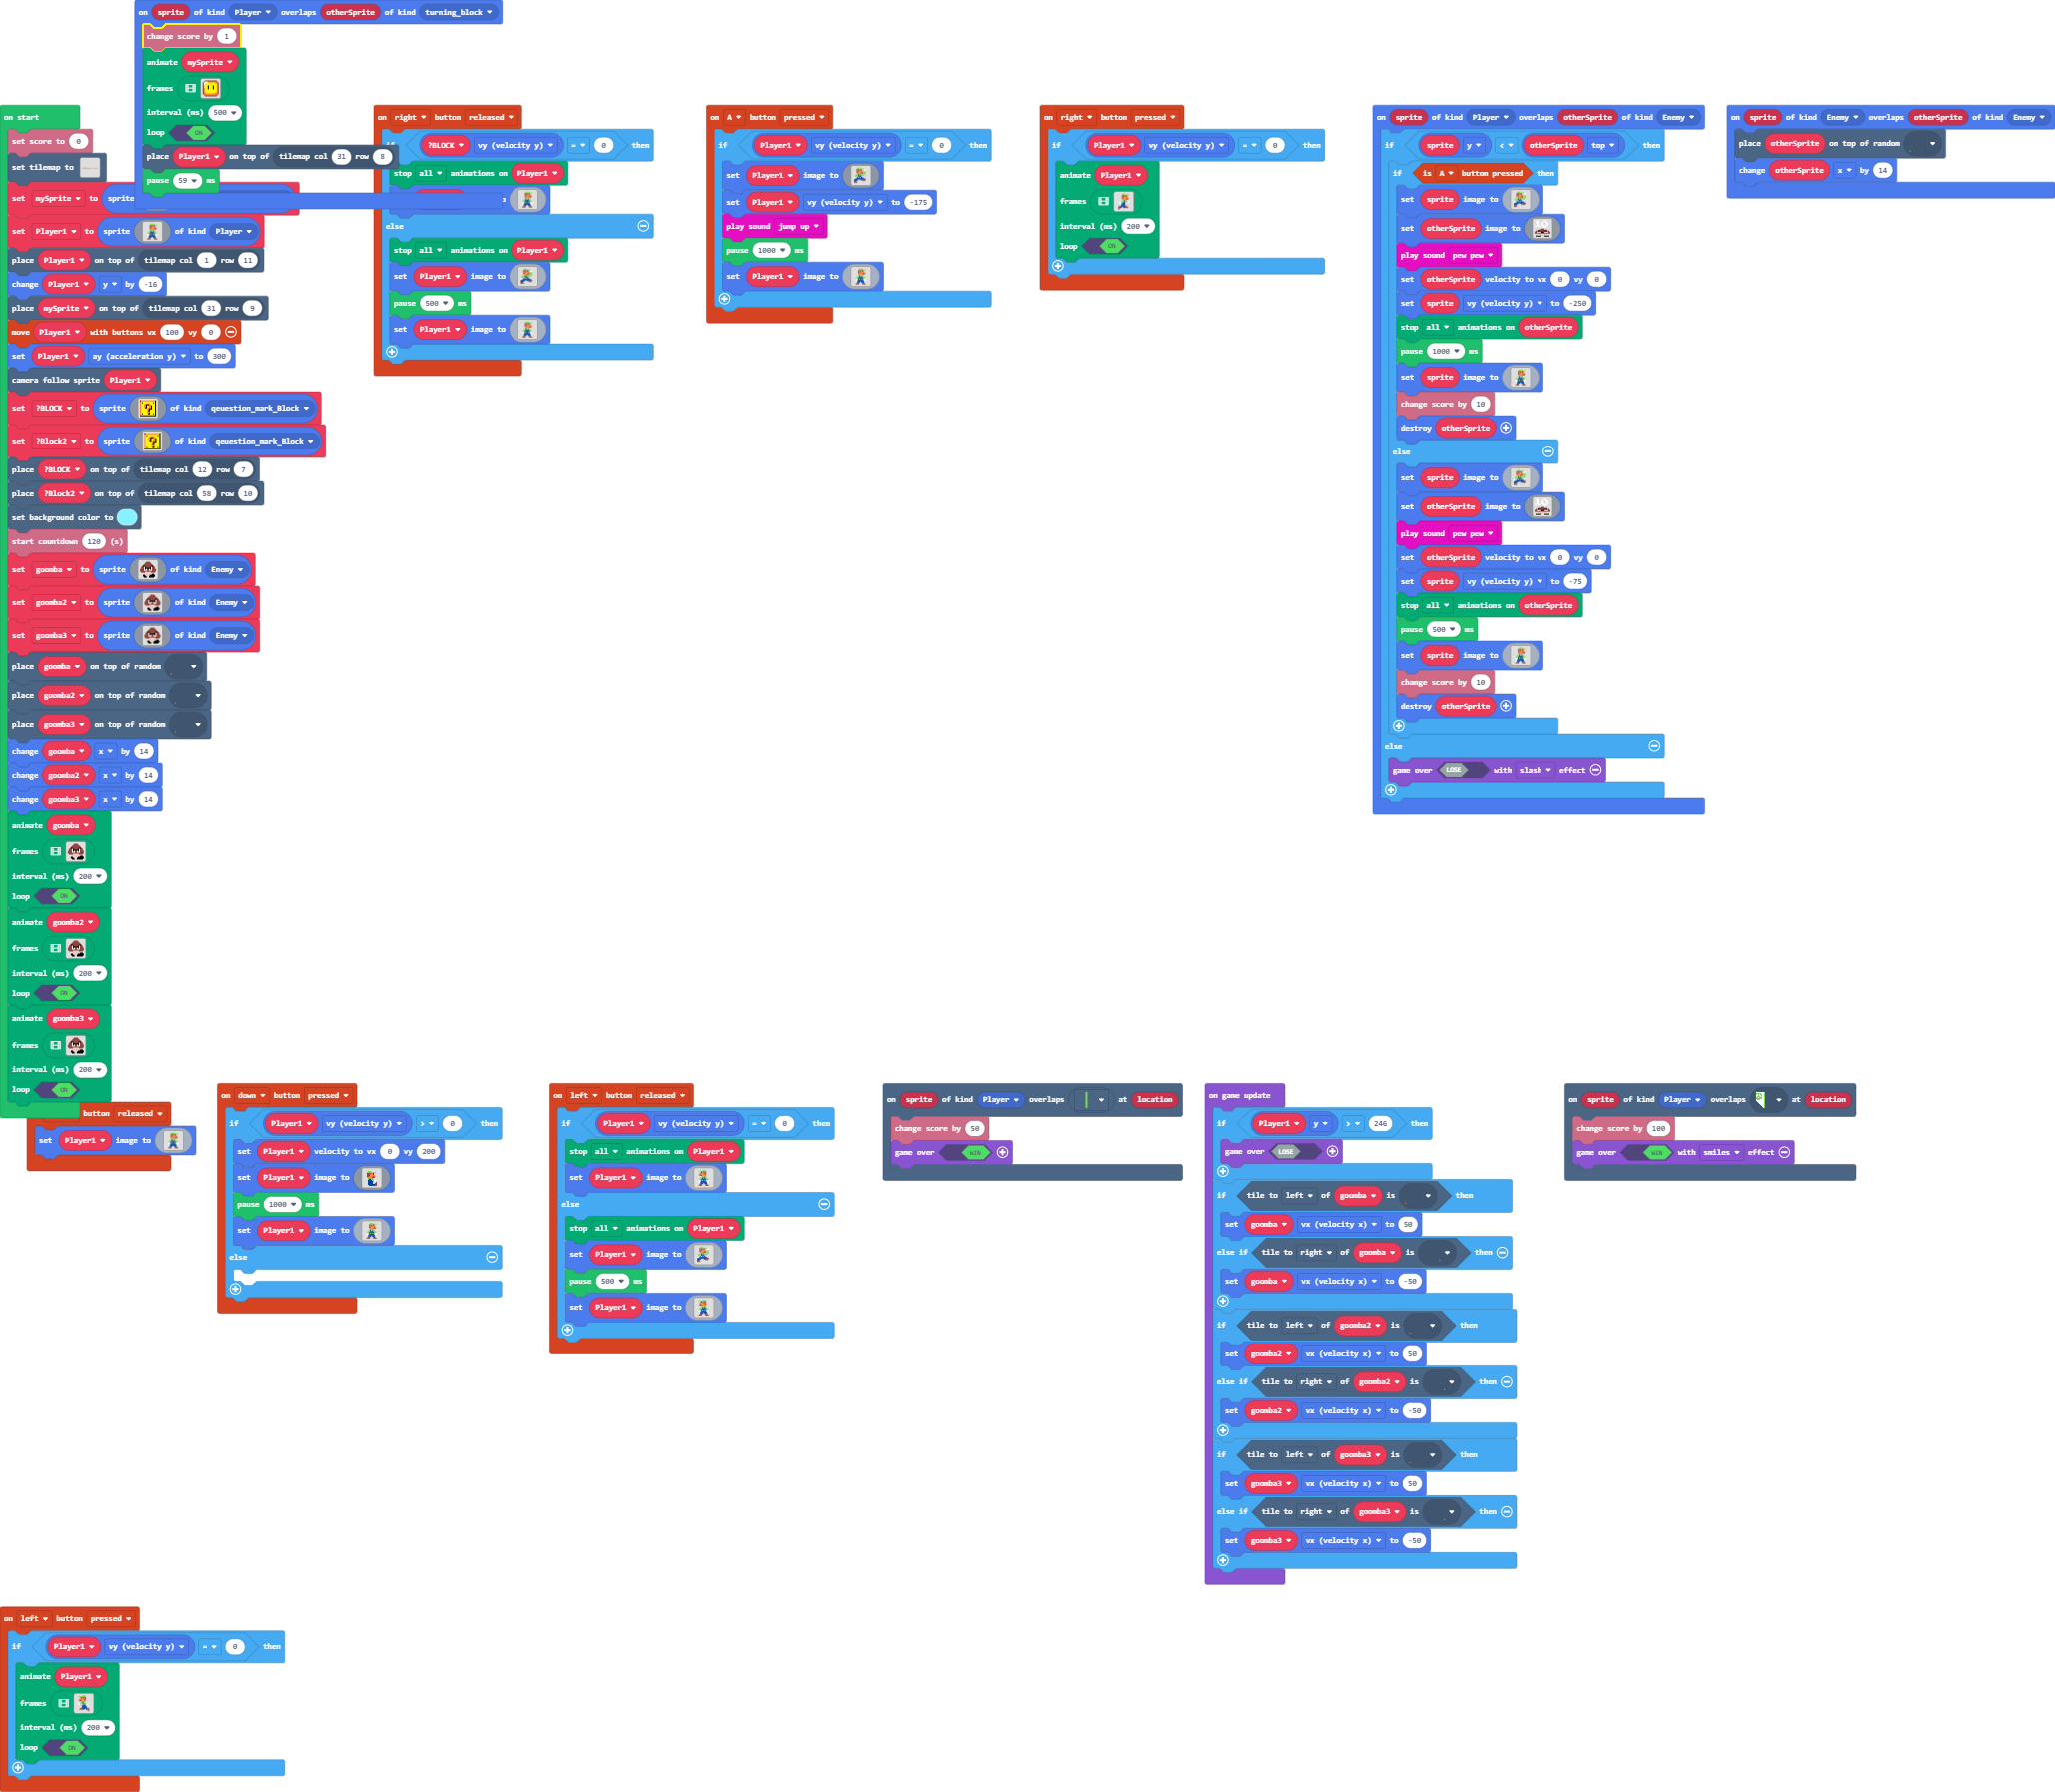 on sprite of kind Player overlaps otherSprite of kind turning_block
change score by 1
animate mySprite
frames
interval (ms) 500
loop ON
place Player1 on top of tilemap col 31 row 8
pause 59 ms
on start
set score to 0
set tilemap to
set mySprite to sprite
set Player1 to sprite of kind Player
place Player1 on top of tilemap col 1 row 11
change Player1 y by -16
place mySprite on top of tilemap col 31 row 9
move Player1 with buttons vx 100 vy 0
set Player1 ay (acceleration y) to 300
camera follow sprite Player1
set ?BLOCK to sprite of kind qeuestion_mark_Block
set ?Block2 to sprite of kind qeuestion_mark_Block
place ?BLOCK on top of tilemap col 12 row 7
place ?Block2 on top of tilemap col 58 row 10
set background color to
start countdown 120 (s)
set goomba to sprite of kind Enemy
set goomba2 to sprite of kind Enemy
set goomba3 to sprite of kind Enemy
place goomba on top of random
place goomba2 on top of random
place goomba3 on top of random
change goomba x by 14
change goomba2 x by 14
change goomba3 x by 14
animate goomba
frames
interval (ms) 200
loop ON
animate goomba2
frames
interval (ms) 200
loop ON
animate goomba3
frames
interval (ms) 200
loop ON
on right button released
?BLOCK vy (velocity y) = 0 then
stop all animations on Player1
else
stop all animations on Player1
set Player1 image to
pause 500 ms
set Player1 image to
on A button pressed
if Player1 vy (velocity y) = 0 then
set Player1 image to
set Player1 vy (velocity y) to -175
play sound jump up
pause 1000 ms
set Player1 image to
on right button pressed
if Player1 vy (velocity y) = 0 then
animate Player1
frames
interval (ms) 200
loop ON
on sprite of kind Player overlaps otherSprite of kind Enemy
if sprite y < otherSprite top then
if is A button pressed then
set sprite image to
set otherSprite image to
play sound pew pew
set otherSprite velocity to vx 0 vy 0
set sprite vy (velocity y) to -250
stop all animations on otherSprite
pause 1000 ms
set sprite image to
change score by 10
destroy otherSprite
else
set sprite image to
set otherSprite image to
play sound pew pew
set otherSprite velocity to vx 0 vy 0
set sprite vy (velocity y) to -75
stop all animations on otherSprite
pause 500 ms
set sprite image to
change score by 10
destroy otherSprite
else
game over LOSE with slash effect
on sprite of kind Enemy overlaps otherSprite of kind Enemy
place otherSprite on top of random
change otherSprite x by 14
button released
set Player1 image to
on down button pressed
if Player1 vy (velocity y) > 0 then
set Player1 velocity to vx 0 vy 200
set Player1 image to
pause 1000 ms
set Player1 image to
else
on left button released
if Player1 vy (velocity y) = 0 then
stop all animations on Player1
set Player1 image to
else
stop all animations on Player1
set Player1 image to
pause 500 ms
set Player1 image to
on sprite of kind Player overlaps at location
change score by 50
game over WIN
on game update
if Player1 y > 246 then
game over LOSE
if tile to left of goomba is then
set goomba vx (velocity x) to 50
else if tile to right of goomba is then
set goomba vx (velocity x) to -50
if tile to left of goomba2 is then
set goomba2 vx (velocity x) to 50
else if tile to right of goomba2 is then
set goomba2 vx (velocity x) to -50
if tile to left of goomba3 is then
set goomba3 vx (velocity x) to 50
else if tile to right of goomba3 is then
set goomba3 vx (velocity x) to -50
on sprite of kind Player overlaps at location
change score by 100
game over WIN with smiles effect
on left button pressed
if Player1 vy (velocity y) = 0 then
animate Player1
frames
interval (ms) 200
loop ON